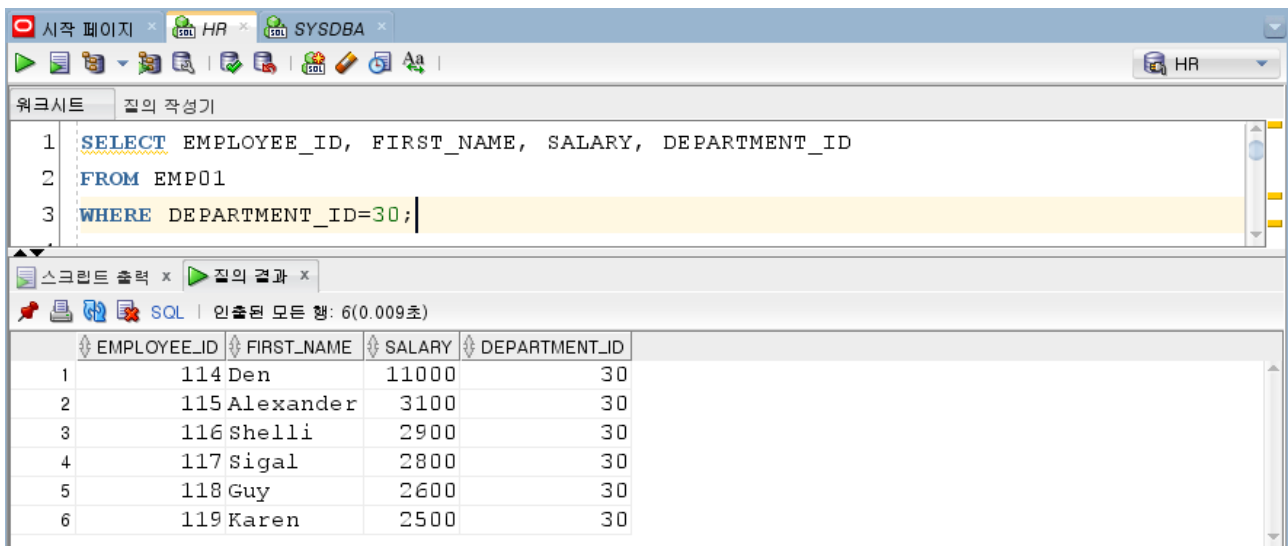 시작 페이지 HR SYSDBA
HR
워크시트 질의 작성기
1 SELECT EMPLOYEE_ID, FIRST_NAME, SALARY, DEPARTMENT_ID
2 FROM EMP01
3 WHERE DEPARTMENT_ID=30;
스크립트 출력 x 질의 결과 x
SQL | 인출된 모든 행: 6(0.009초)
EMPLOYEE_ID FIRST_NAME SALARY DEPARTMENT_ID
1 114 Den 11000 30
2 115 Alexander 3100 30
3 116 Shelli 2900 30
4 117 Sigal 2800 30
5 118 Guy 2600 30
6 119 Karen 2500 30